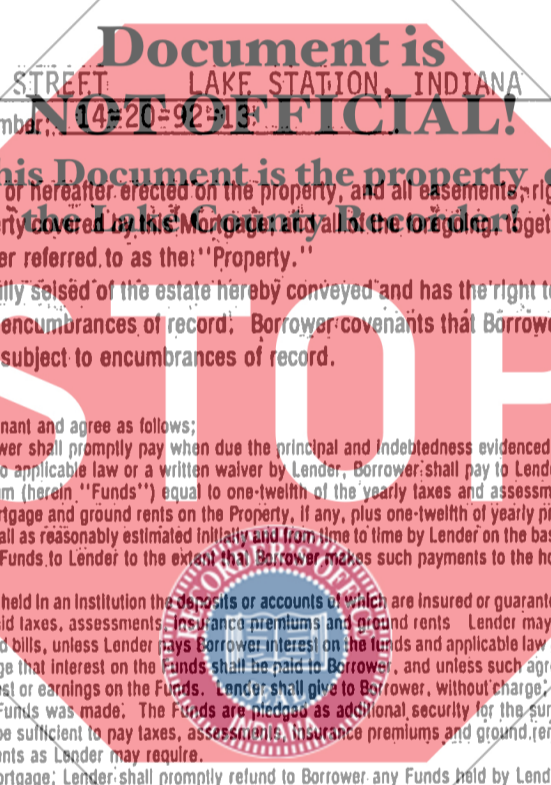 Document is
STREET LAKE STATION, INDIANA
NOT OFFICIAL!
mber, 14-20-92-13
his Document is the property
or hereafter erected on the property, and all easements, rig
the Lake County Recorder!
rty covered by this Mortgage; and all of the foregoing, toget
er referred to as the "Property."
ully seised of the estate hereby conveyed and has the right t
encumbrances of record. Borrower covenants that Borrowe
subject to encumbrances of record.
STOP
nant and agree as follows;
wer shall promptly pay when due the principal and indebtedness evidenced
o applicable law or a written waiver by Lender, Borrower shall pay to Lend
m (herein "Funds") equal to one-twelfth of the yearly taxes and assessm
rtgage and ground rents on the Property, if any, plus one-twelfth of yearly pr
all as reasonably estimated initially and from time to time by Lender on the bas
Funds to Lender to the extent that Borrower makes such payments to the ho
RECORDER'S OFFICE
held in an institution the deposits or accounts of which are insured or guarante
id taxes, assessments, insurance premiums and ground rents Lender may
d bills, unless Lender pays Borrower interest on the funds and applicable law
ge that interest on the Funds shall be paid to Borrower, and unless such agre
st or earnings on the Funds. Lender shall give to Borrower, without charge,
Funds was made. The Funds are pledged as additional security for the sum
be sufficient to pay taxes, assessments, insurance premiums and ground ren
nts as Lender may require.
ortgage, Lender shall promptly refund to Borrower any Funds held by Lend